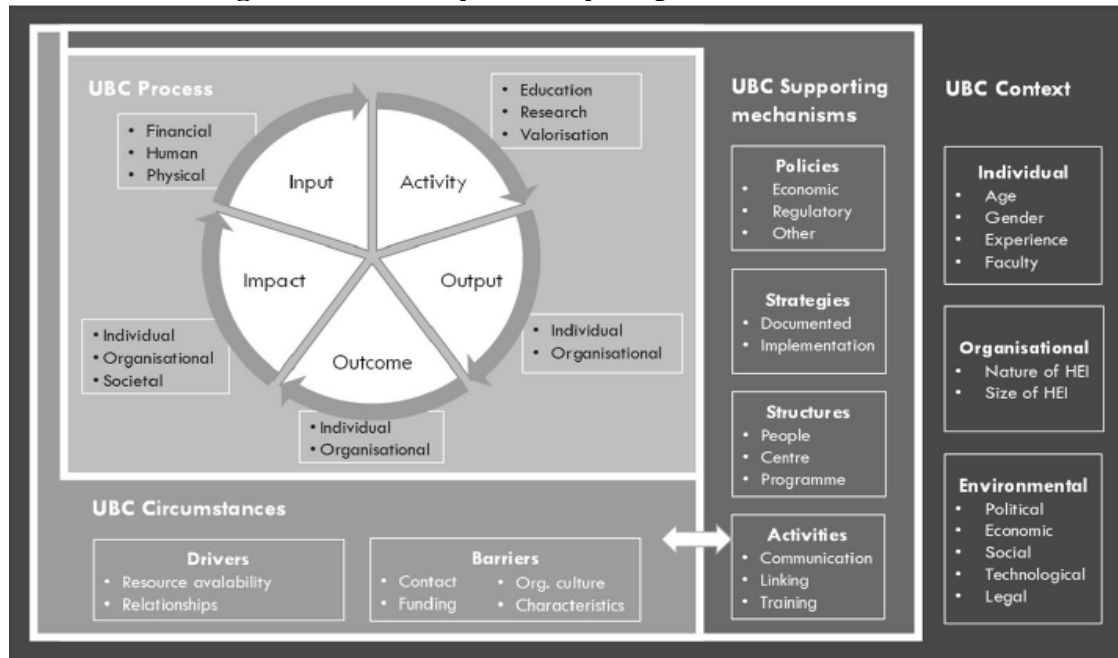 UBC Process
• Financial
• Human
• Physical
• Education
• Research
• Valorisation
Input
Activity
Impact
Output
Outcome
• Individual
• Organisational
• Societal
• Individual
• Organisational
• Individual
• Organisational
UBC Circumstances
Drivers
• Resource avalability
• Relationships
Barriers
• Contact
• Funding
• Org. culture
• Characteristics
UBC Supporting
mechanisms
Policies
• Economic
• Regulatory
• Other
Strategies
• Documented
• Implementation
Structures
• People
• Centre
• Programme
Activities
• Communication
• Linking
• Training
UBC Context
Individual
• Age
• Gender
• Experience
• Faculty
Organisational
• Nature of HEI
• Size of HEI
Environmental
• Political
• Economic
• Social
• Technological
• Legal